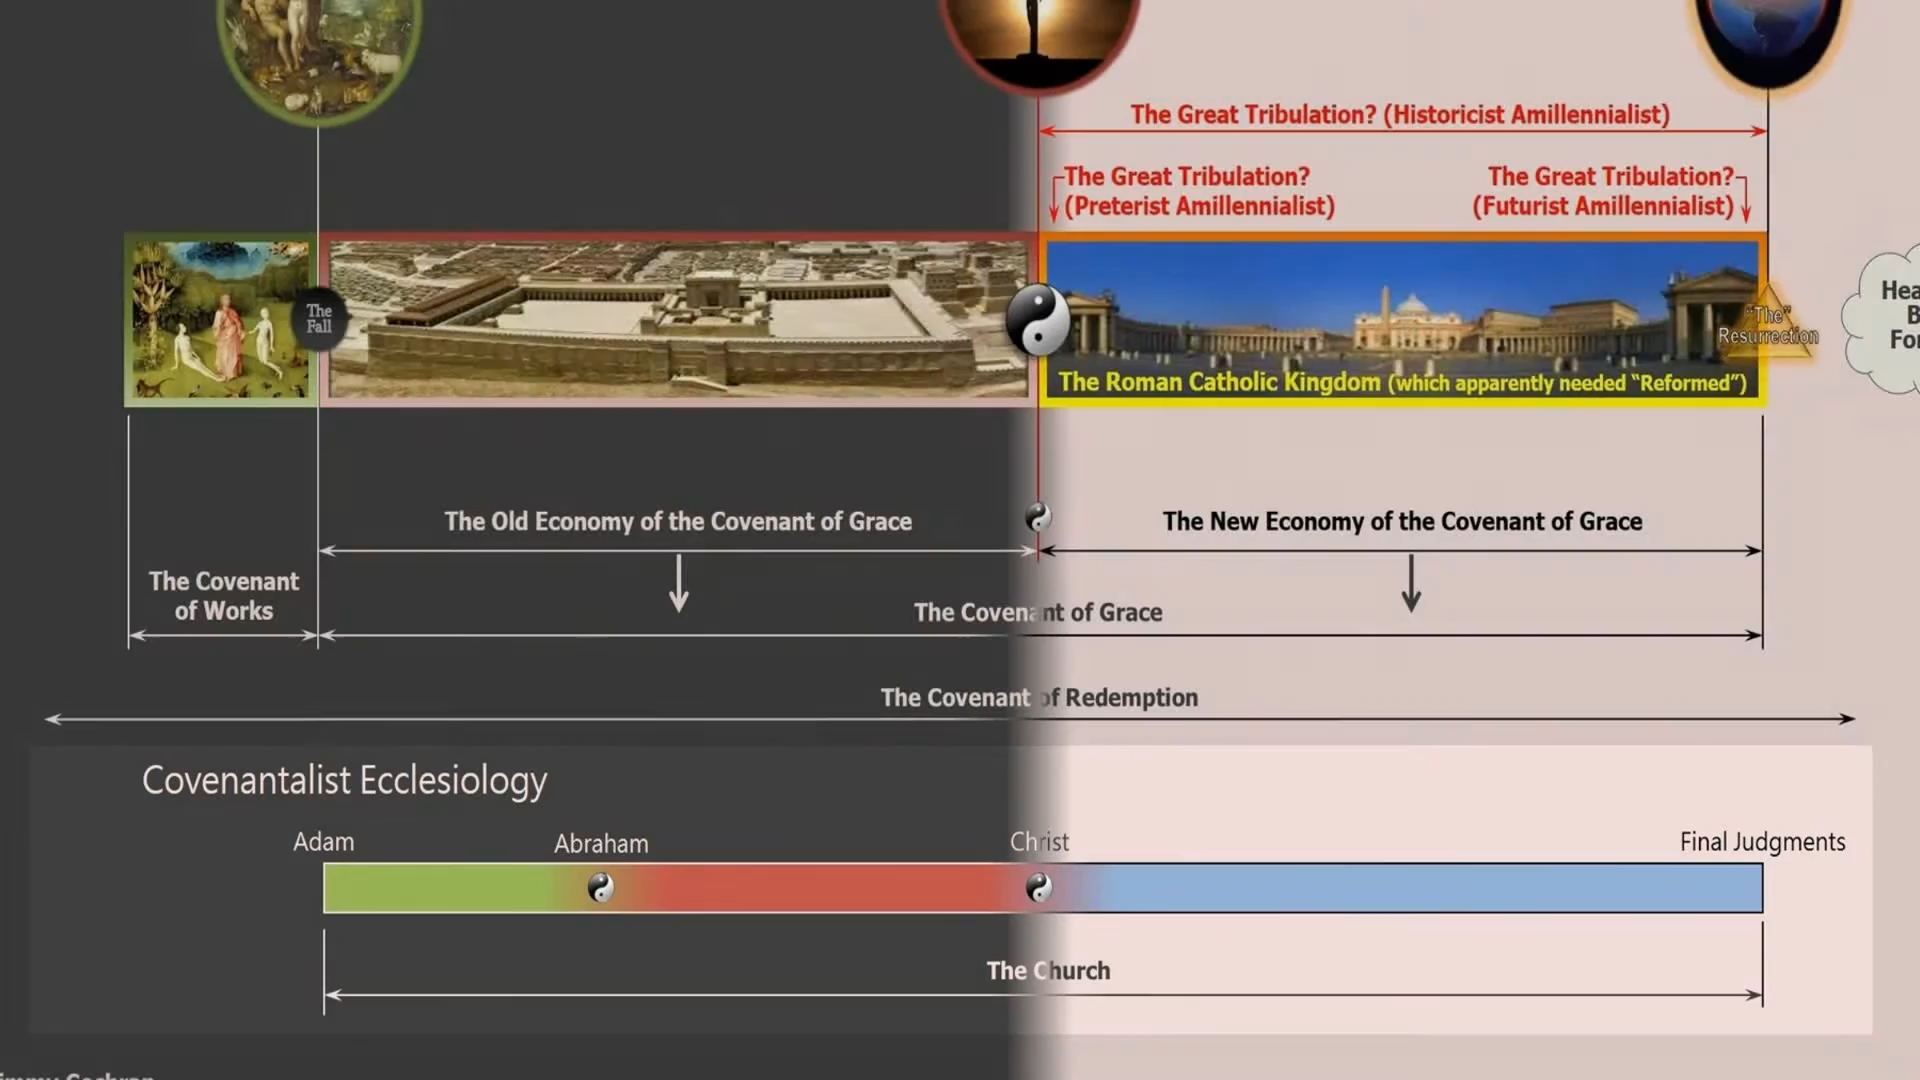 The Great Tribulation? (Historicist Amillennialist)
The Great Tribulation?
(Preterist Amillennialist)
The Great Tribulation?
(Futurist Amillennialist)
The
Fall
"The"
Resurrection
The Roman Catholic Kingdom (which apparently needed "Reformed")
The Old Economy of the Covenant of Grace
The New Economy of the Covenant of Grace
The Covenant
of Works
The Covenant of Grace
The Covenant of Redemption
Covenantalist Ecclesiology
Adam
Abraham
Christ
Final Judgments
The Church